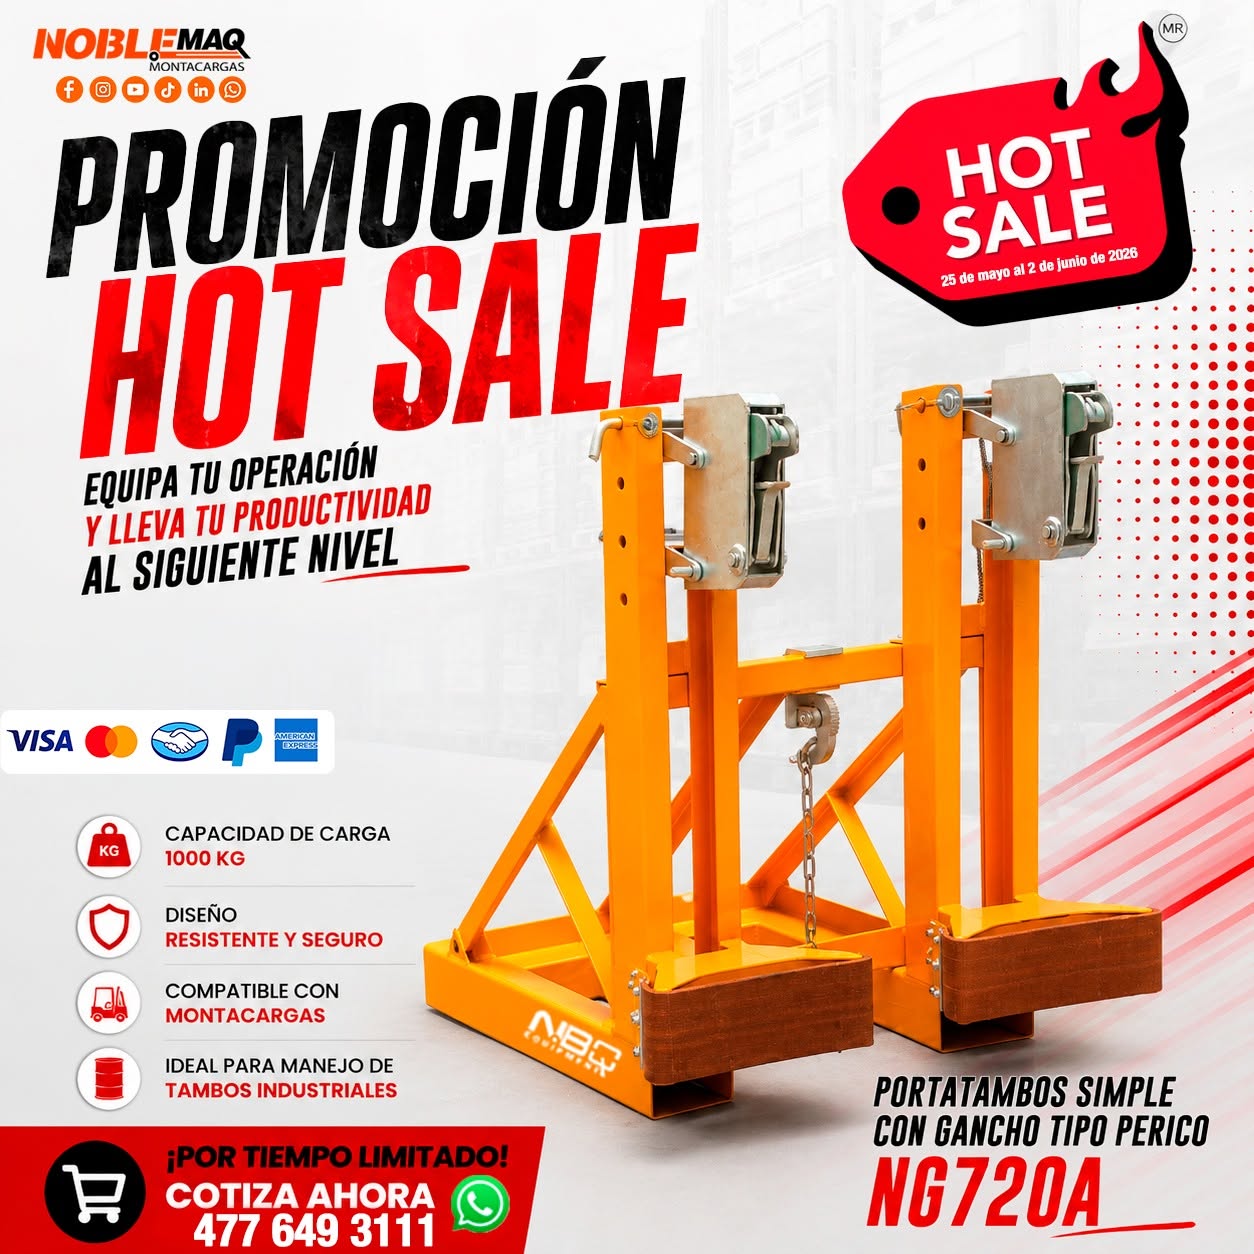 NOBLEMAQ
MONTACARGAS
PROMOCIÓN
HOT SALE
EQUIPA TU OPERACIÓN
Y LLEVA TU PRODUCTIVIDAD
AL SIGUIENTE NIVEL
MR
HOT
SALE
25 de mayo al 2 de junio de 2026
VISA
AMERICAN
EXPRESS
KG
CAPACIDAD DE CARGA
1000 KG
DISEÑO
RESISTENTE Y SEGURO
COMPATIBLE CON
MONTACARGAS
IDEAL PARA MANEJO DE
TAMBOS INDUSTRIALES
NBQ
EQUIPMENT
PORTATAMBOS SIMPLE
CON GANCHO TIPO PERICO
NG720A
¡POR TIEMPO LIMITADO!
COTIZA AHORA
477 649 3111